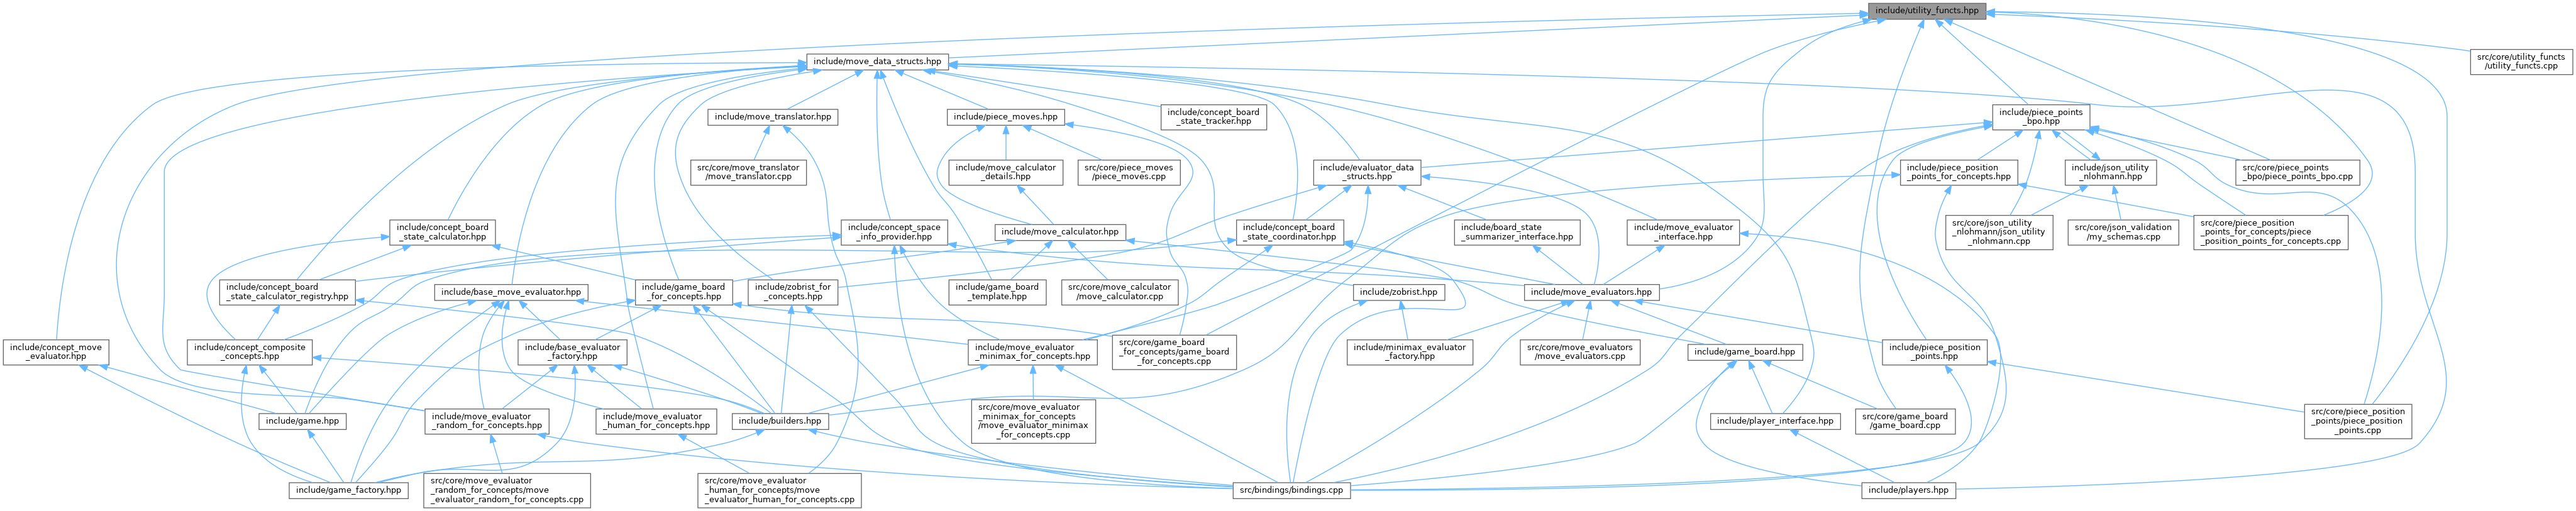 include/utility_functs.hpp
include/move_data_structs.hpp
src/core/utility_functs
/utility_functs.cpp
include/move_translator.hpp
include/piece_moves.hpp
include/concept_board
_state_tracker.hpp
include/piece_points
_bpo.hpp
src/core/move_translator
/move_translator.cpp
include/move_calculator
_details.hpp
src/core/piece_moves
/piece_moves.cpp
include/evaluator_data
_structs.hpp
include/piece_position
_points_for_concepts.hpp
include/json_utility
_nlohmann.hpp
src/core/piece_points
_bpo/piece_points_bpo.cpp
include/concept_board
_state_calculator.hpp
include/concept_space
_info_provider.hpp
include/move_calculator.hpp
include/concept_board
_state_coordinator.hpp
include/board_state
_summarizer_interface.hpp
include/move_evaluator
_interface.hpp
src/core/json_utility
_nlohmann/json_utility
_nlohmann.cpp
src/core/json_validation
/my_schemas.cpp
src/core/piece_position
_points_for_concepts/piece
_position_points_for_concepts.cpp
include/concept_board
_state_calculator_registry.hpp
include/base_move_evaluator.hpp
include/game_board
_for_concepts.hpp
include/zobrist_for
_concepts.hpp
include/game_board
_template.hpp
src/core/move_calculator
/move_calculator.cpp
include/zobrist.hpp
include/move_evaluators.hpp
include/concept_move
_evaluator.hpp
include/concept_composite
_concepts.hpp
include/base_evaluator
_factory.hpp
include/move_evaluator
_minimax_for_concepts.hpp
src/core/game_board
_for_concepts/game_board
_for_concepts.cpp
include/minimax_evaluator
_factory.hpp
src/core/move_evaluators
/move_evaluators.cpp
include/game_board.hpp
include/piece_position
_points.hpp
include/game.hpp
include/move_evaluator
_random_for_concepts.hpp
include/move_evaluator
_human_for_concepts.hpp
include/builders.hpp
src/core/move_evaluator
_minimax_for_concepts
/move_evaluator_minimax
_for_concepts.cpp
include/player_interface.hpp
src/core/game_board
/game_board.cpp
src/core/piece_position
_points/piece_position
_points.cpp
include/game_factory.hpp
src/core/move_evaluator
_random_for_concepts/move
_evaluator_random_for_concepts.cpp
src/core/move_evaluator
_human_for_concepts/move
_evaluator_human_for_concepts.cpp
src/bindings/bindings.cpp
include/players.hpp